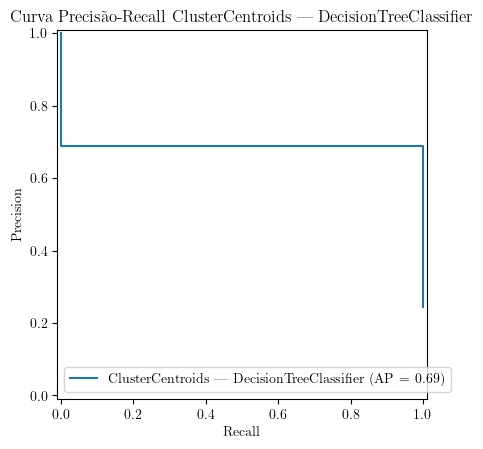 Curva Precisão-Recall ClusterCentroids — DecisionTreeClassifier
1.0
0.8
0.6
0.4
0.2
0.0
Precision
ClusterCentroids — DecisionTreeClassifier (AP = 0.69)
0.0 0.2 0.4 0.6 0.8 1.0
Recall